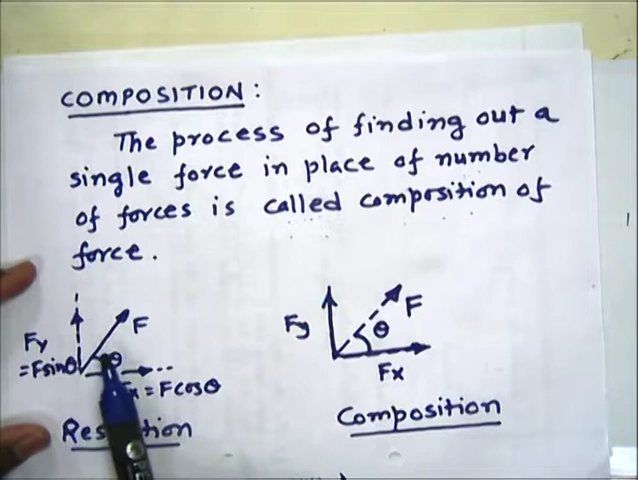 COMPOSITION:
The process of finding out a
single force in place of number
of forces is called composition of
force.
F
Fy
= Fsinθ
θ
= Fcosθ
Fy
F
θ
Fx
Composition